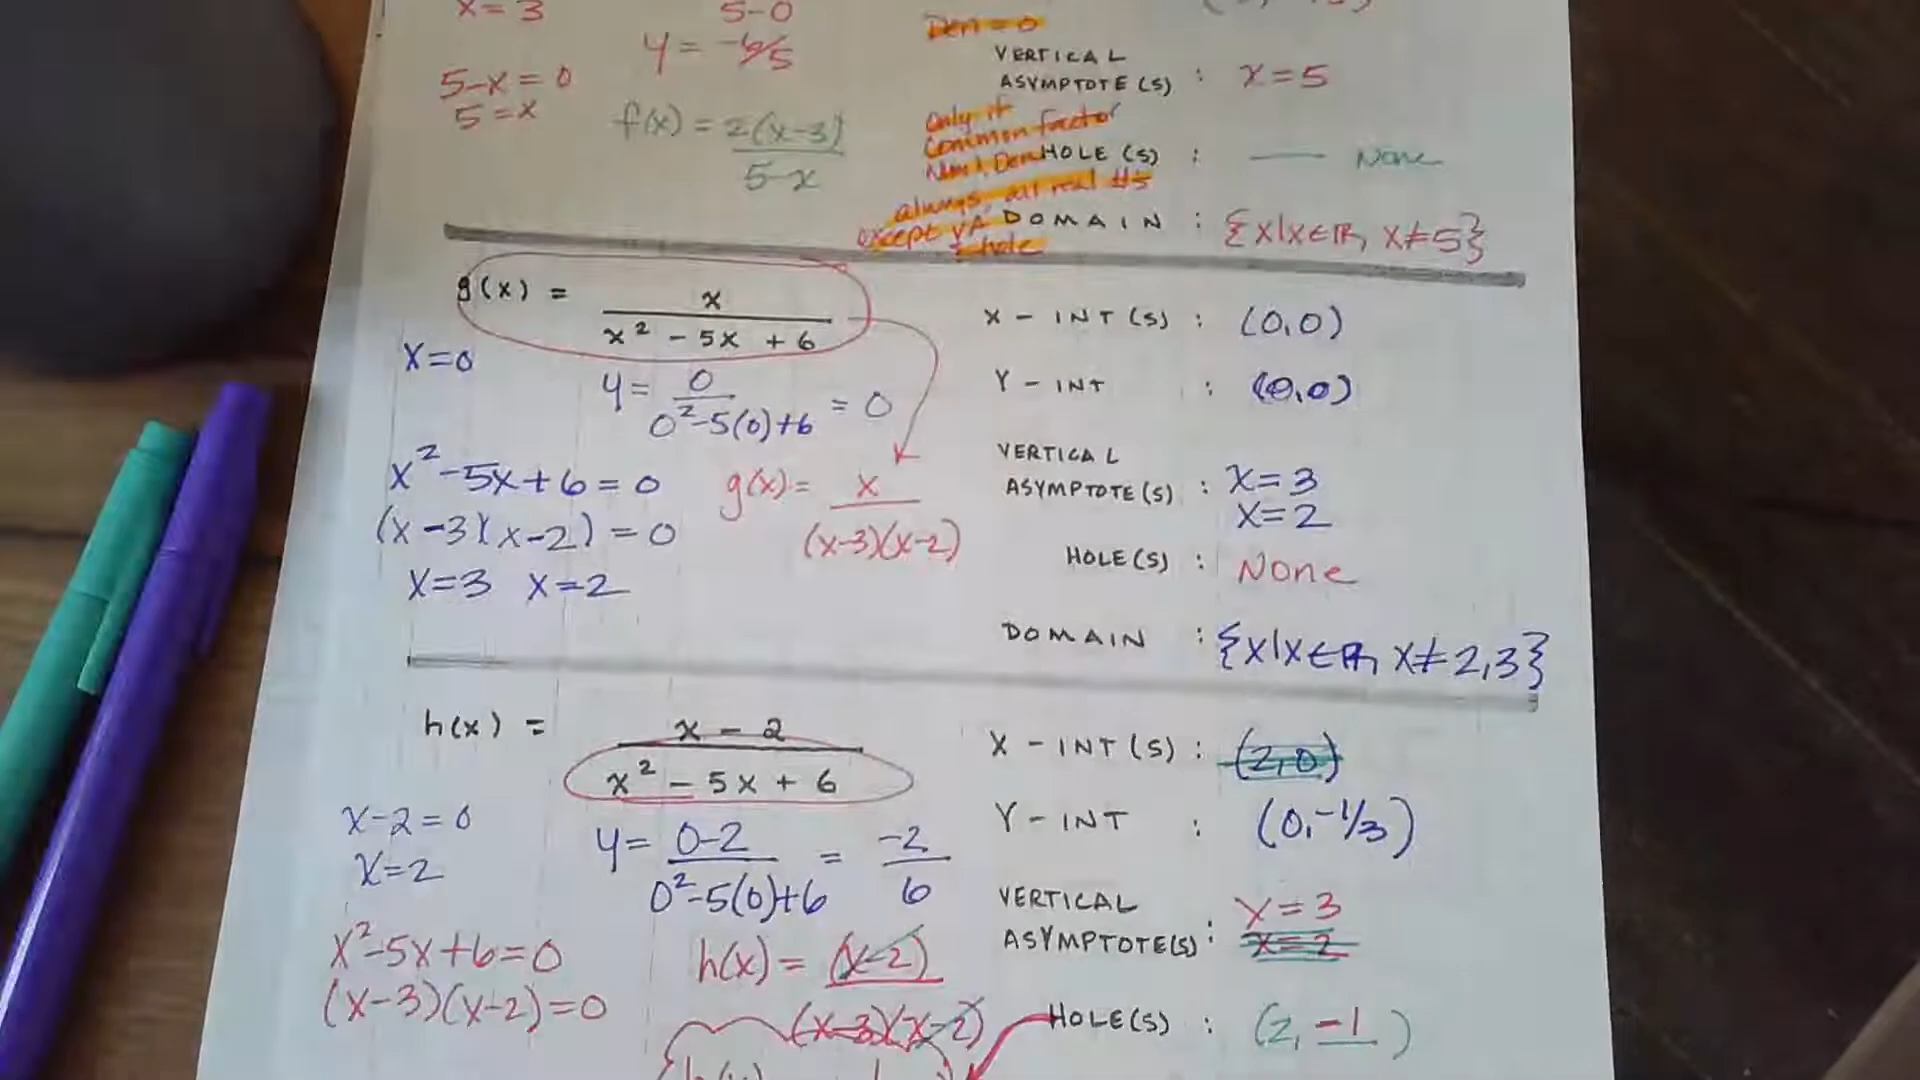 x = 3
5-0
y = -6/5
5-x = 0
5 = x
f(x) = 2(x-3)
5-x
Den = 0
VERTICAL
ASYMPTOTE(S) : x = 5
Only if
common factor
Num & Den HOLE(S) : — None
always, all real #s
except VA DOMAIN : {x|x∈ℝ, x≠5}
& hole
g(x) = x
x² - 5x + 6
x=0
y = 0
0²-5(0)+6 = 0
x²-5x+6=0
(x-3)(x-2)=0
x=3 x=2
g(x) = x
(x-3)(x-2)
X - INT(S) : (0,0)
Y - INT : (0,0)
VERTICAL
ASYMPTOTE(S) : x=3
x=2
HOLE(S) : None
DOMAIN : {x|x∈ℝ, x≠2,3}
h(x) = x - 2
x² - 5x + 6
x-2=0
x=2
y = 0-2 = -2
0²-5(0)+6 6
x²-5x+6=0
(x-3)(x-2)=0
h(x) = (x-2)
(x-3)(x-2)
X - INT(S) : (2,0)
Y - INT : (0,-1/3)
VERTICAL
ASYMPTOTE(S) : x=3
x=2
HOLE(S) : (2, -1)